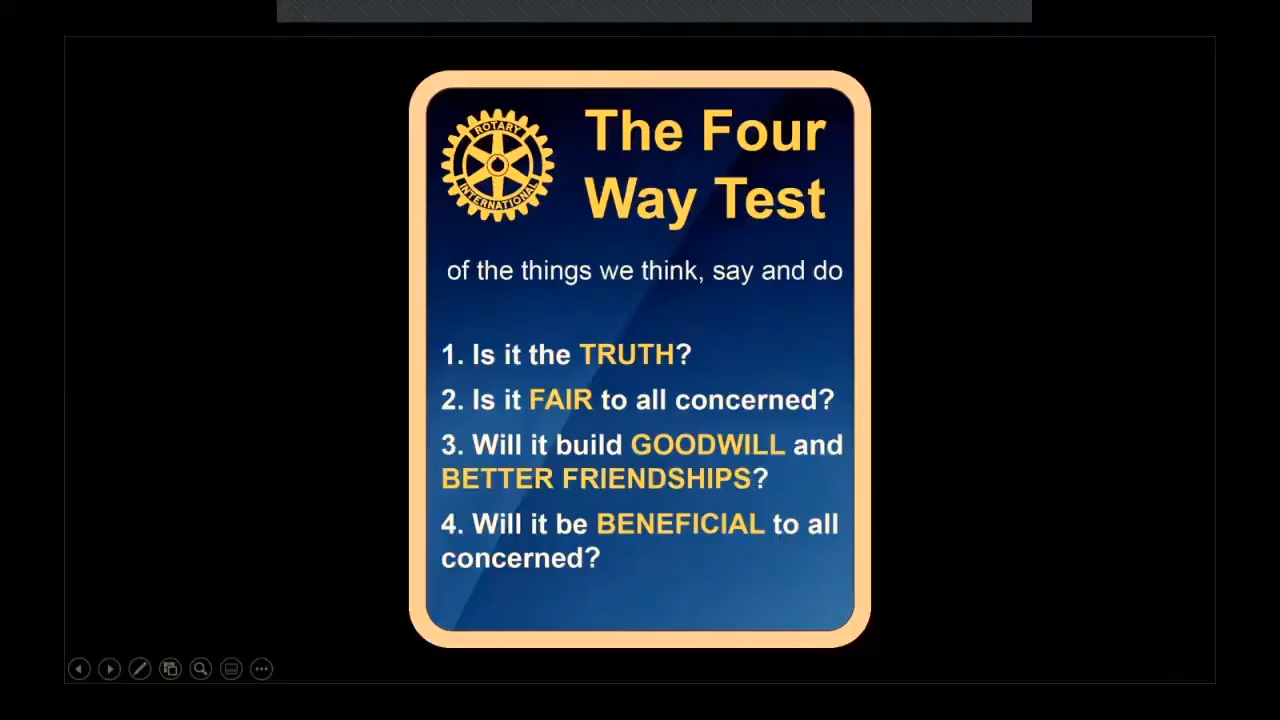 ROTARY
INTERNATIONAL
The Four
Way Test
of the things we think, say and do
1. Is it the TRUTH?
2. Is it FAIR to all concerned?
3. Will it build GOODWILL and
BETTER FRIENDSHIPS?
4. Will it be BENEFICIAL to all
concerned?